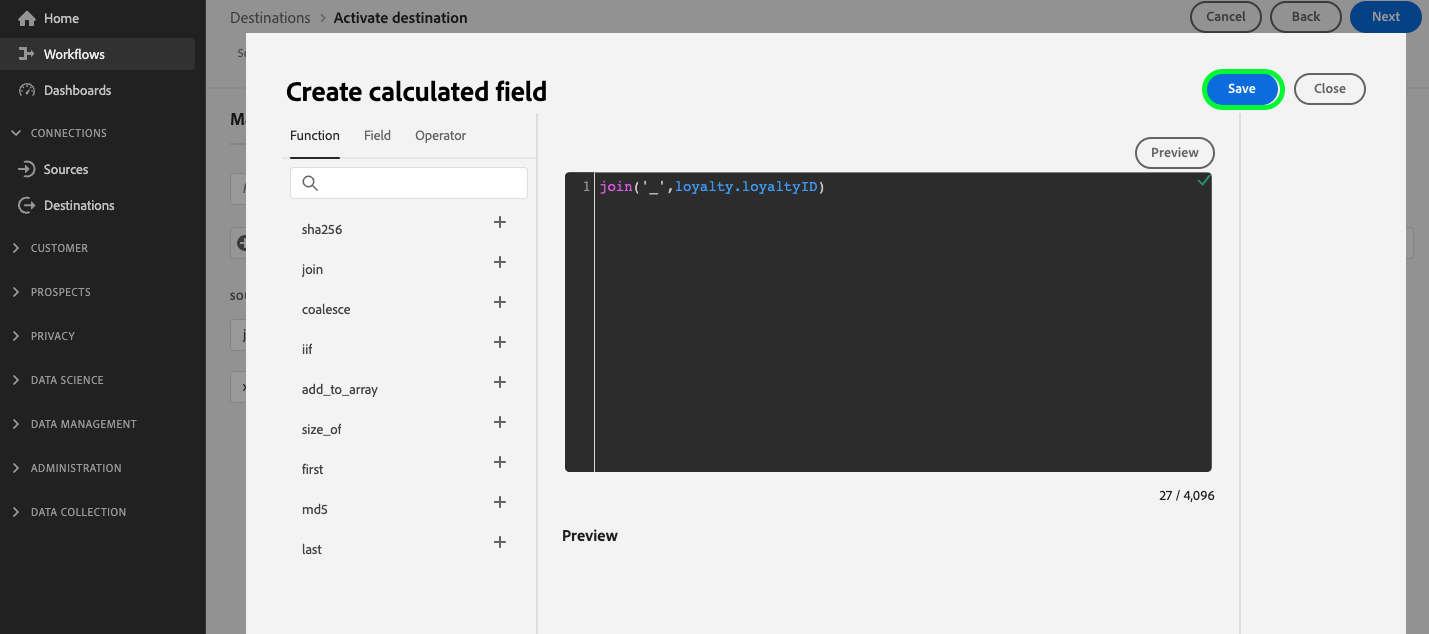 Home
Workflows
Dashboards
CONNECTIONS
Sources
Destinations
CUSTOMER
PROSPECTS
PRIVACY
DATA SCIENCE
DATA MANAGEMENT
ADMINISTRATION
DATA COLLECTION
Destinations > Activate destination
Cancel
Back
Next
Create calculated field
Save
Close
Function Field Operator
sha256
join
coalesce
iif
add_to_array
size_of
first
md5
last
Preview
1 join('_',loyalty.loyaltyID)
27 / 4,096
Preview